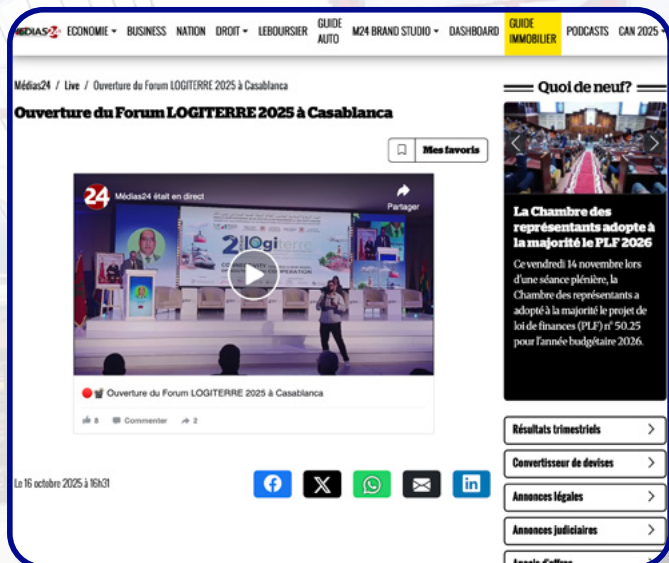 MEDIAS24 ECONOMIE BUSINESS NATION DROIT LEBOURSIER GUIDE AUTO M24 BRAND STUDIO DASHBOARD GUIDE IMMOBILIER PODCASTS CAN 2025
Médias24 / Live / Ouverture du Forum LOGITERRE 2025 à Casablanca
Ouverture du Forum LOGITERRE 2025 à Casablanca
Mes favoris
24 Médias24 était en direct
Partager
2 logiterre
Ouverture du Forum LOGITERRE 2025 à Casablanca
8 Commenter 2
Le 16 octobre 2025 à 16h31
Quoi de neuf?
La Chambre des
représentants adopte à
la majorité le PLF 2026
Ce vendredi 14 novembre lors
d'une séance plénière, la
Chambre des représentants a
adopté à la majorité le projet de
loi de finances (PLF) n° 50.25
pour l'année budgétaire 2026.
Résultats trimestriels
Convertisseur de devises
Annonces légales
Annonces judiciaires